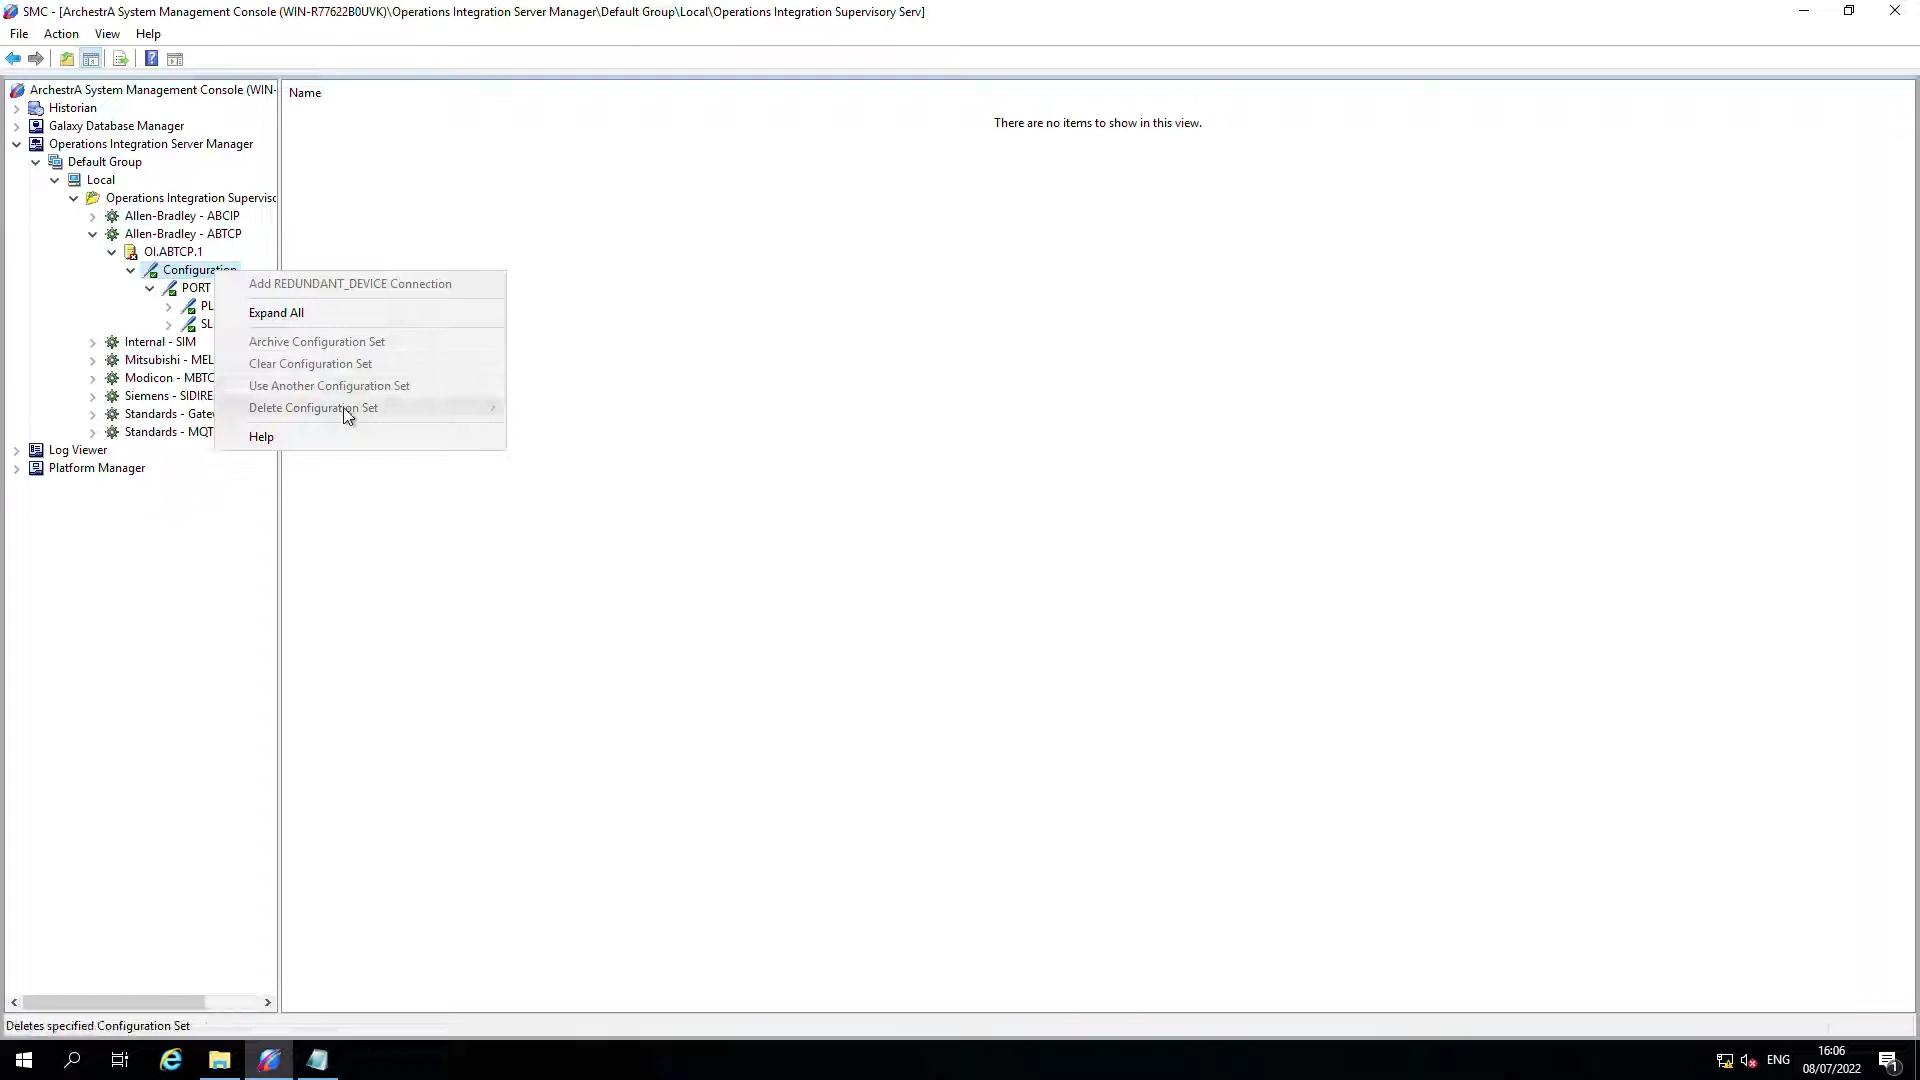 SMC - [ArchestrA System Management Console (WIN-R77622B0UVK)\Operations Integration Server Manager\Default Group\Local\Operations Integration Supervisory Serv]
File Action View Help
ArchestrA System Management Console (WIN-
Name
Historian
There are no items to show in this view.
Galaxy Database Manager
Operations Integration Server Manager
Default Group
Local
Operations Integration Supervisc
Allen-Bradley - ABCIP
Allen-Bradley - ABTCP
OI.ABTCP.1
Configuration
Add REDUNDANT_DEVICE Connection
PORT
PL
Expand All
SL
Internal - SIM
Archive Configuration Set
Mitsubishi - MEL
Clear Configuration Set
Modicon - MBTC
Use Another Configuration Set
Siemens - SIDIRE
Delete Configuration Set
Standards - Gatew
Standards - MQT
Help
Log Viewer
Platform Manager
Deletes specified Configuration Set
ENG
16:06
08/07/2022
1